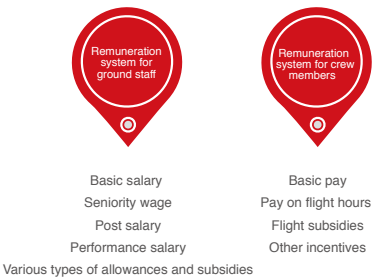 Remuneration
system for
ground staff
Basic salary
Seniority wage
Post salary
Performance salary
Various types of allowances and subsidies
Remuneration
system for crew
members
Basic pay
Pay on flight hours
Flight subsidies
Other incentives